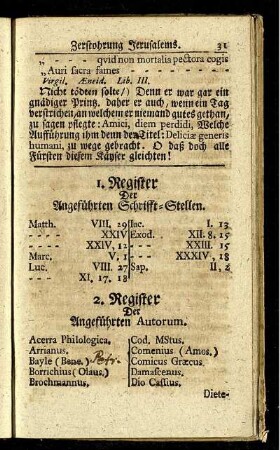 Zerstohrung Jerusalems. 31
„ - qvid non mortalia pectora cogis
„Auri sacra fames - - -
Virgil. Æneid. Lib. III.
Nicht tödten solte/) Denn er war gar ein
gnädiger Printz. daher er auch, wenn ein Tag
verstrichen, an welchem er niemand gutes gethan,
zu sagen pflegte: Amici, diem perdidi, Welche
Aufführung ihm denn den Titel: Deliciæ generis
humani, zu wege gebracht. O daß doch alle
Fürsten diesem Käyser gleichten!
1. Register
Der
Angeführten Schrifft-Stellen.
Matth. VIII, 29 Jac. I. 13
- - XXIV Exod. XII. 8. 15
- XXIV, 12 - XXIII. 15
Marc. V, 1 - XXXIV, 18
Luc. VIII. 27 Sap. II, 2
- XI, 17. 18
2. Register
Der
Angeführten Autorum.
Acerra Philologica. Cod. MStus.
Arrianus. Comenius (Amos.)
Bayle (Bene.) Petr. Comicus Græcus.
Borrichius (Olaus.) Damascenus.
Brochmannus. Dio Cassius.
Diete-